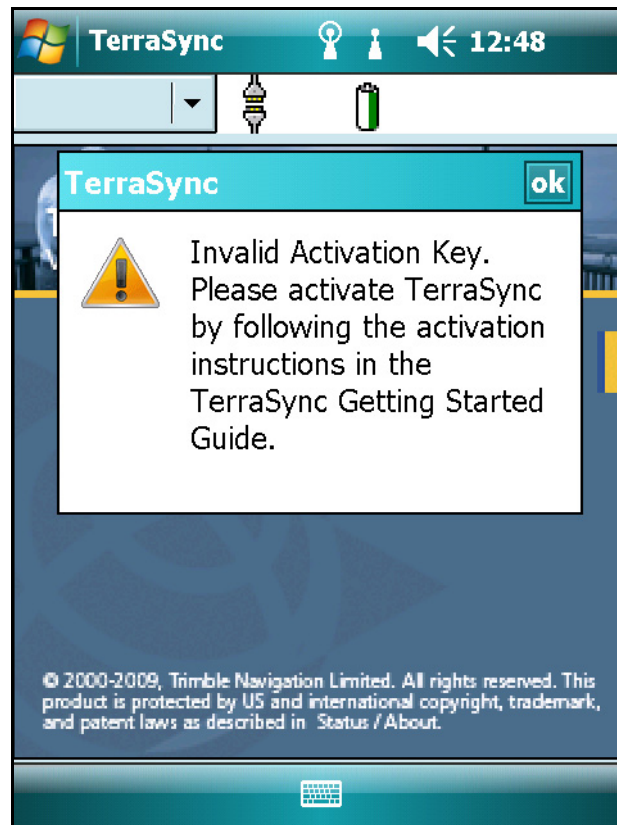 TerraSync 12:48
TerraSync ok
Invalid Activation Key.
Please activate TerraSync
by following the activation
instructions in the
TerraSync Getting Started
Guide.
© 2000-2009, Trimble Navigation Limited. All rights reserved. This
product is protected by US and international copyright, trademark,
and patent laws as described in Status / About.